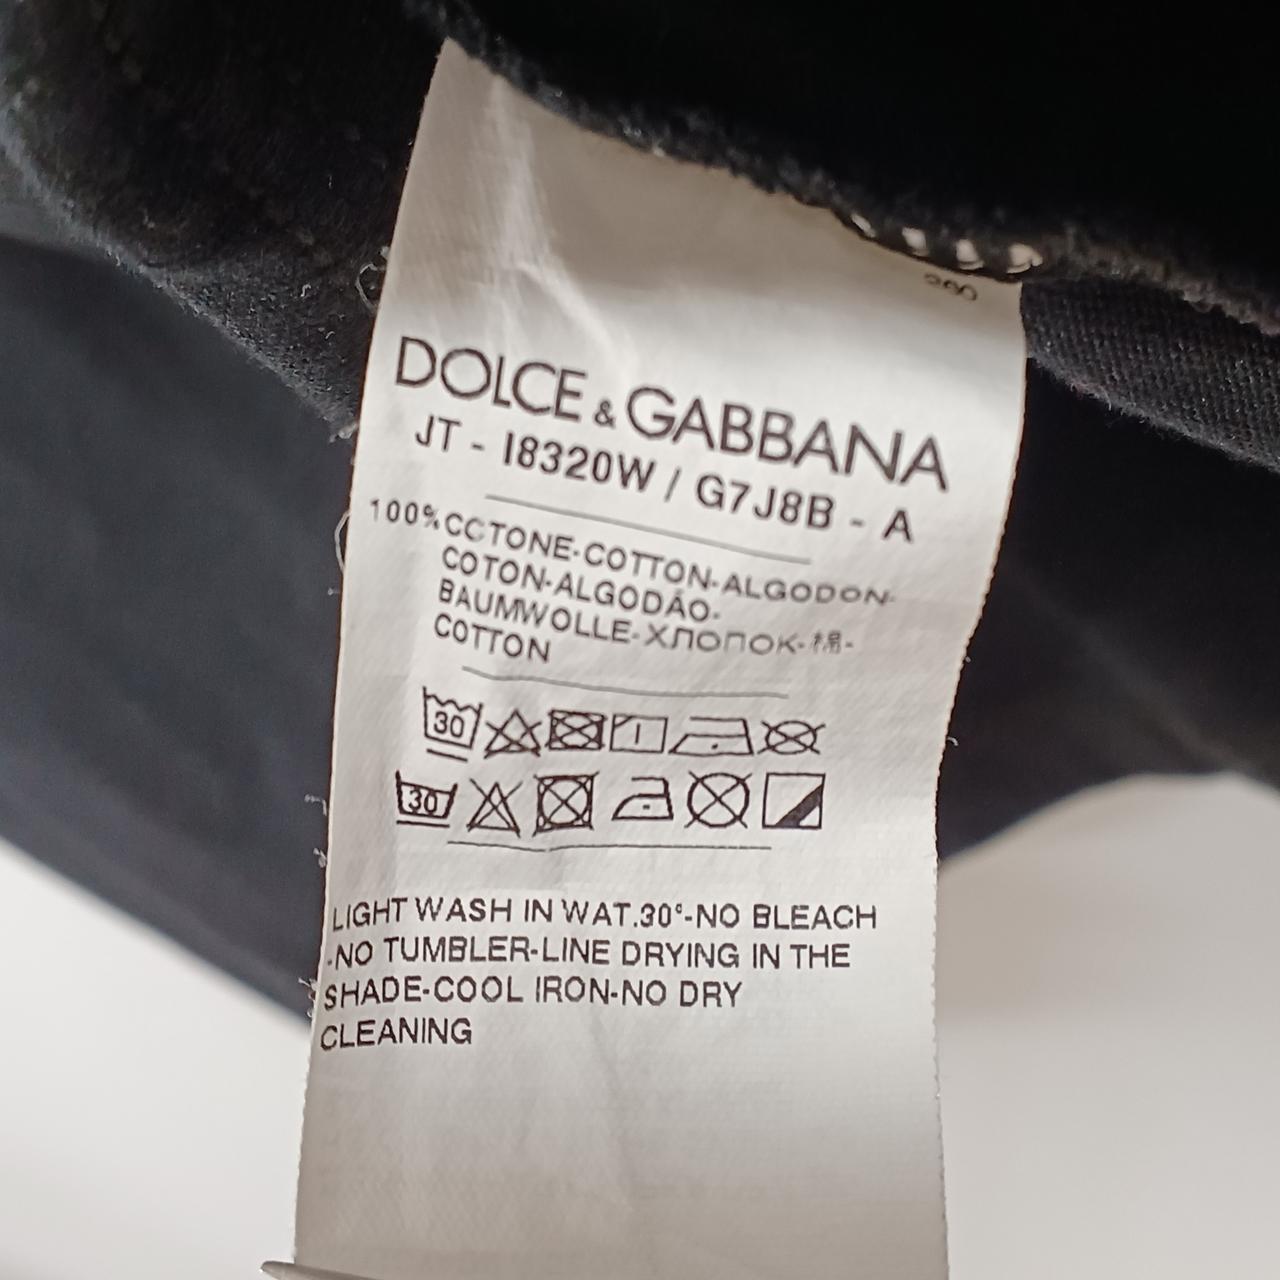 DOLCE & GABBANA
JT - I8320W / G7J8B - A
100% CCTONE-COTTON-ALGODON-
COTON-ALGODÃO-
BAUMWOLLE-ХЛОПОК-棉-
COTTON
30
30
LIGHT WASH IN WAT.30°-NO BLEACH
-NO TUMBLER-LINE DRYING IN THE
SHADE-COOL IRON-NO DRY
CLEANING